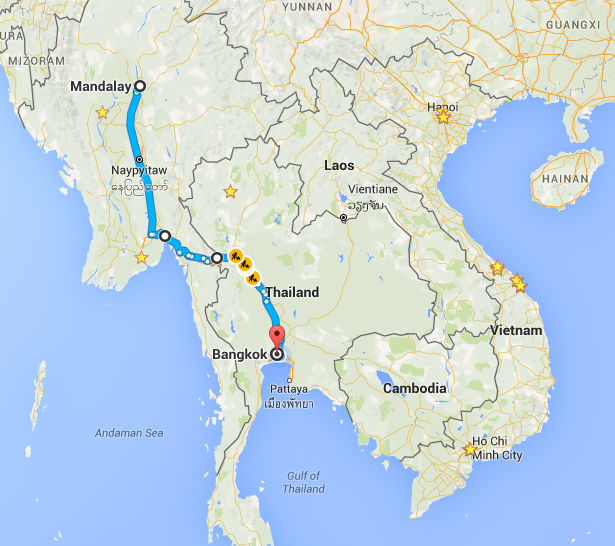 YUNNAN
GUANGXI
URA
MIZORAM
Mandalay
Hanoi
Naypyitaw
နေပြည်တော်
Laos
Vientiane
ວຽງຈັນ
HAINAN
Thailand
Vietnam
Bangkok
Pattaya
เมืองพัทยา
Cambodia
Andaman Sea
Ho Chi
Minh City
Gulf of
Thailand